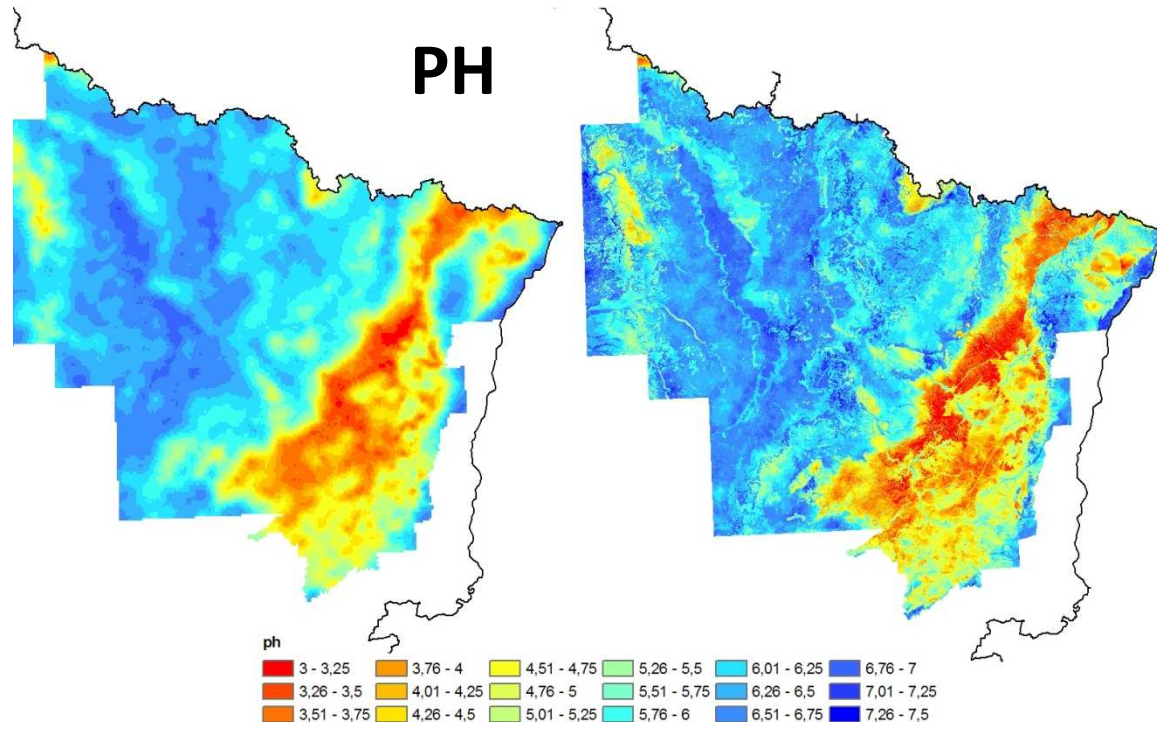 PH
ph
3 - 3,25 3,76 - 4 4,51 - 4,75 5,26 - 5,5 6,01 - 6,25 6,76 - 7
3,26 - 3,5 4,01 - 4,25 4,76 - 5 5,51 - 5,75 6,26 - 6,5 7,01 - 7,25
3,51 - 3,75 4,26 - 4,5 5,01 - 5,25 5,76 - 6 6,51 - 6,75 7,26 - 7,5